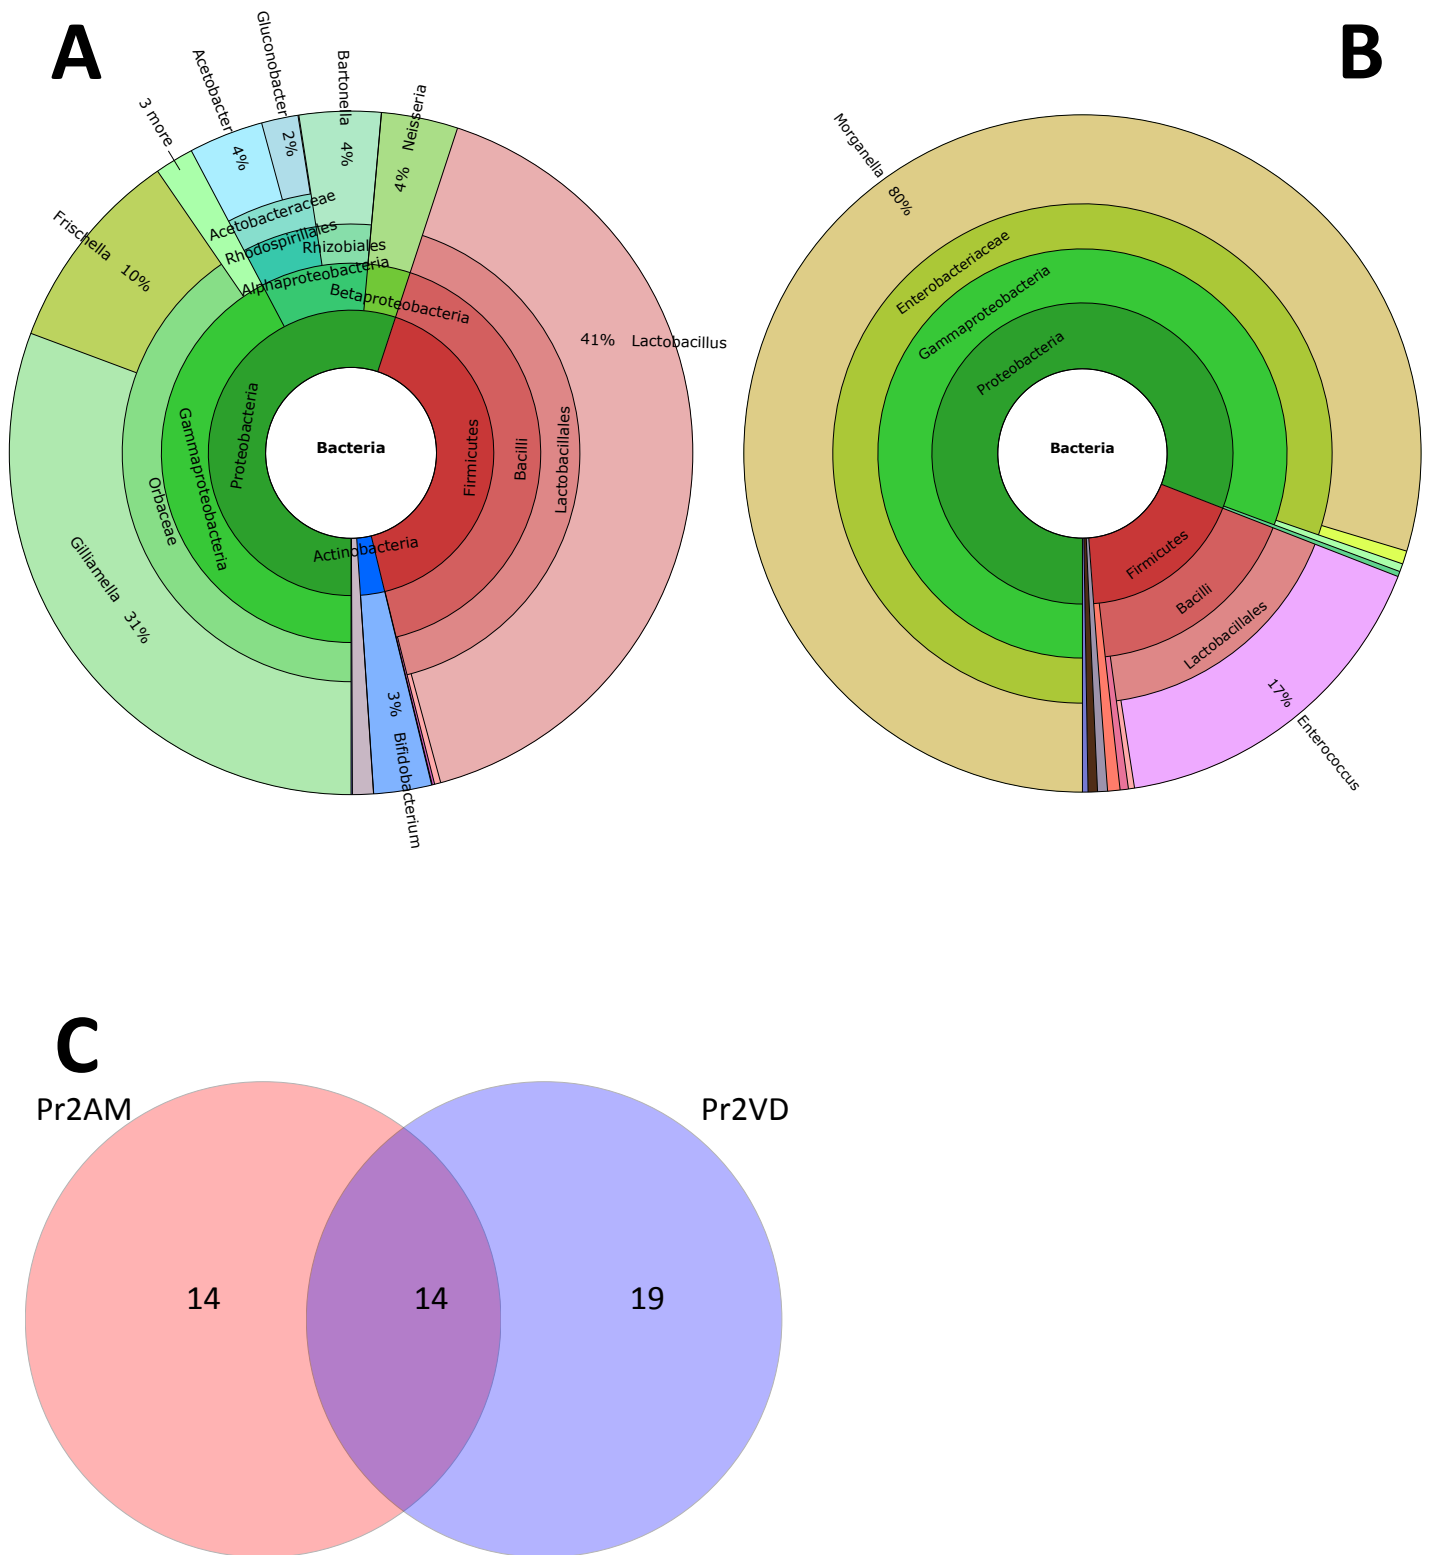 A
B
3 more
Acetobacter
4%
Gluconobacter
2%
Bartonella
4%
Neisseria
4%
Frischella 10%
Acetobacteraceae
Rhodospirillales
Rhizobiales
Alphaproteobacteria
Betaproteobacteria
41% Lactobacillus
Proteobacteria
Gammaproteobacteria
Orbaceae
Gilliamella 31%
Bacteria
Firmicutes
Bacilli
Lactobacillales
Actinobacteria
3% Bifidobacterium
Morganella 80%
Enterobacteriaceae
Gammaproteobacteria
Proteobacteria
Bacteria
Firmicutes
Bacilli
Lactobacillales
17% Enterococcus
C
Pr2AM
Pr2VD
14
14
19